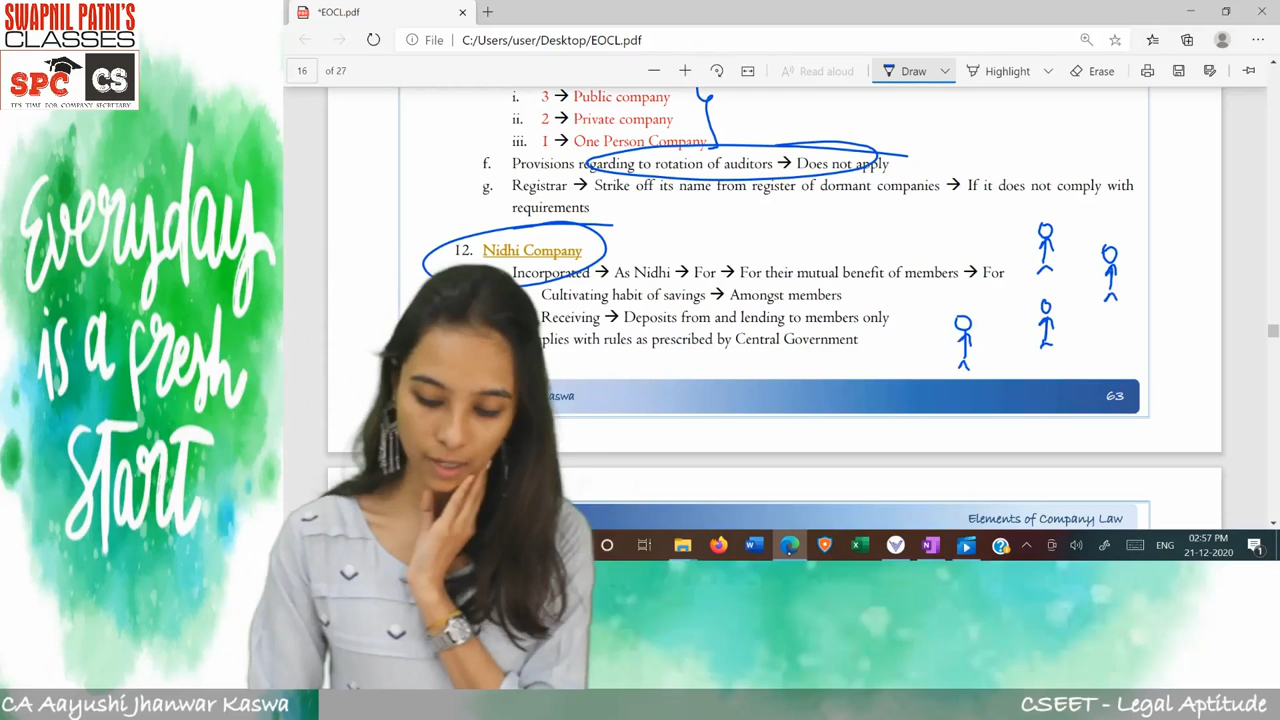 SWAPNIL PATNI'S
CLASSES
SPC CS
IT'S TIME FOR COMPANY SECRETARY
Everyday
is a
fresh
start
*EOCL.pdf
File C:/Users/user/Desktop/EOCL.pdf
16 of 27 Read aloud Draw Highlight Erase
i. 3 → Public company
ii. 2 → Private company
iii. 1 → One Person Company
f. Provisions regarding to rotation of auditors → Does not apply
g. Registrar → Strike off its name from register of dormant companies → If it does not comply with
requirements
12. Nidhi Company
Incorporated → As Nidhi → For → For their mutual benefit of members → For
Cultivating habit of savings → Amongst members
Receiving → Deposits from and lending to members only
plies with rules as prescribed by Central Government
aswa 63
Elements of Company Law
ENG 02:57 PM
21-12-2020
CA Aayushi Jhanwar Kaswa
CSEET - Legal Aptitude